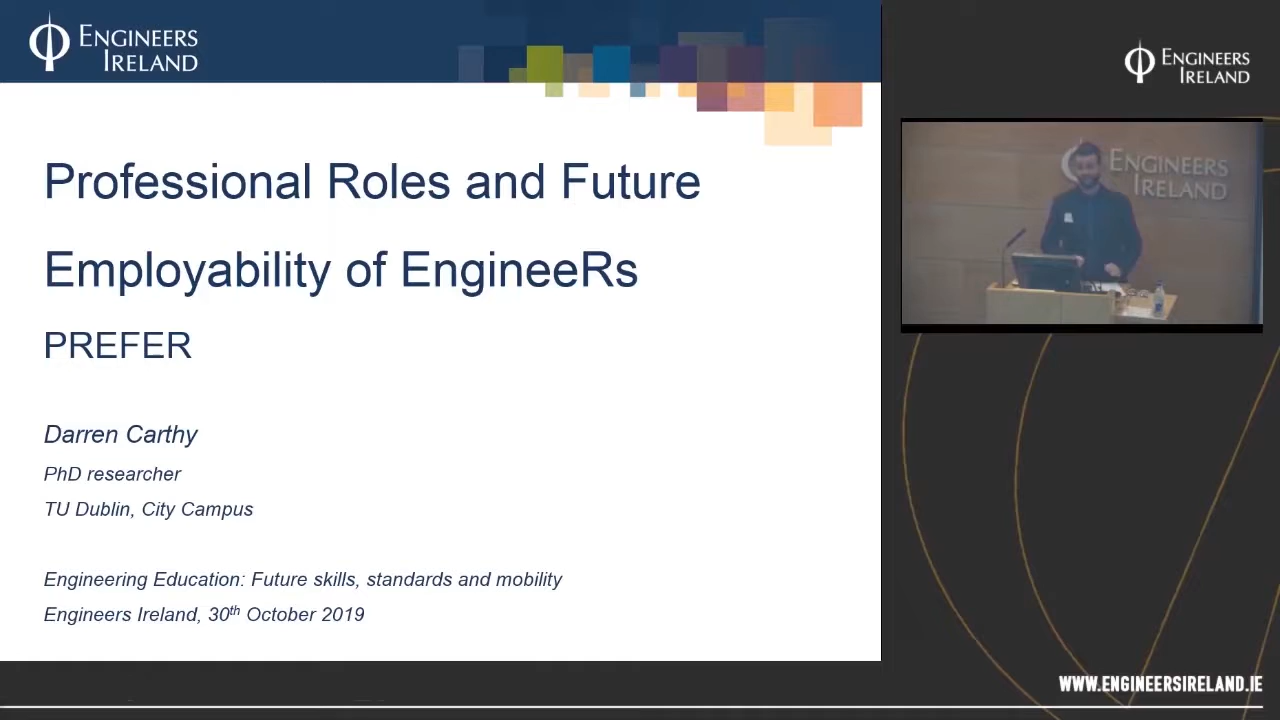 ENGINEERS
IRELAND
Professional Roles and Future
Employability of EngineeRs
PREFER
Darren Carthy
PhD researcher
TU Dublin, City Campus
Engineering Education: Future skills, standards and mobility
Engineers Ireland, 30th October 2019
ENGINEERS
IRELAND
ENGINEERS
IRELAND
WWW.ENGINEERSIRELAND.IE